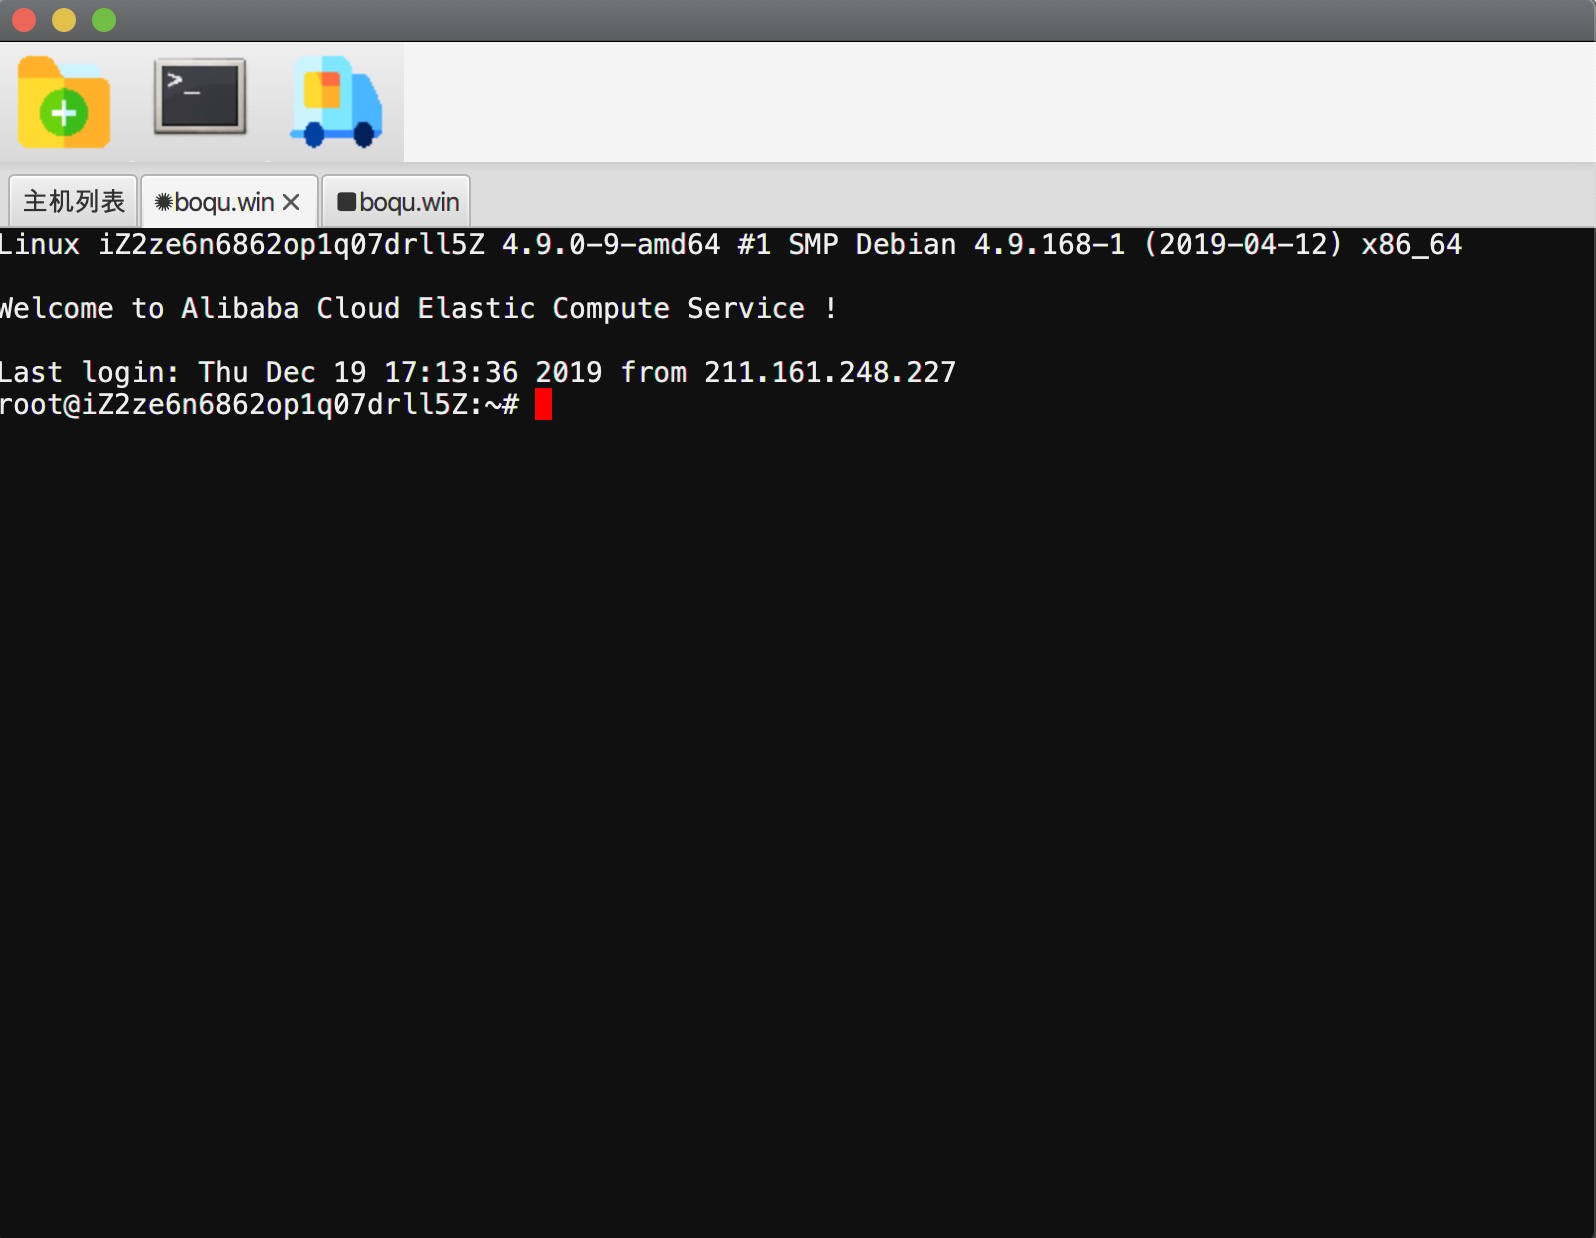 主机列表
✹boqu.win ×
■boqu.win
Linux iZ2ze6n6862op1q07drll5Z 4.9.0-9-amd64 #1 SMP Debian 4.9.168-1 (2019-04-12) x86_64
Welcome to Alibaba Cloud Elastic Compute Service !
Last login: Thu Dec 19 17:13:36 2019 from 211.161.248.227
root@iZ2ze6n6862op1q07drll5Z:~#